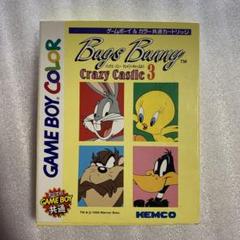 ゲームボーイ&カラー共通カートリッジ
GAME BOY COLOR
Bugs Bunny™
Crazy Castle 3
GAME BOY
共通
KEMCO